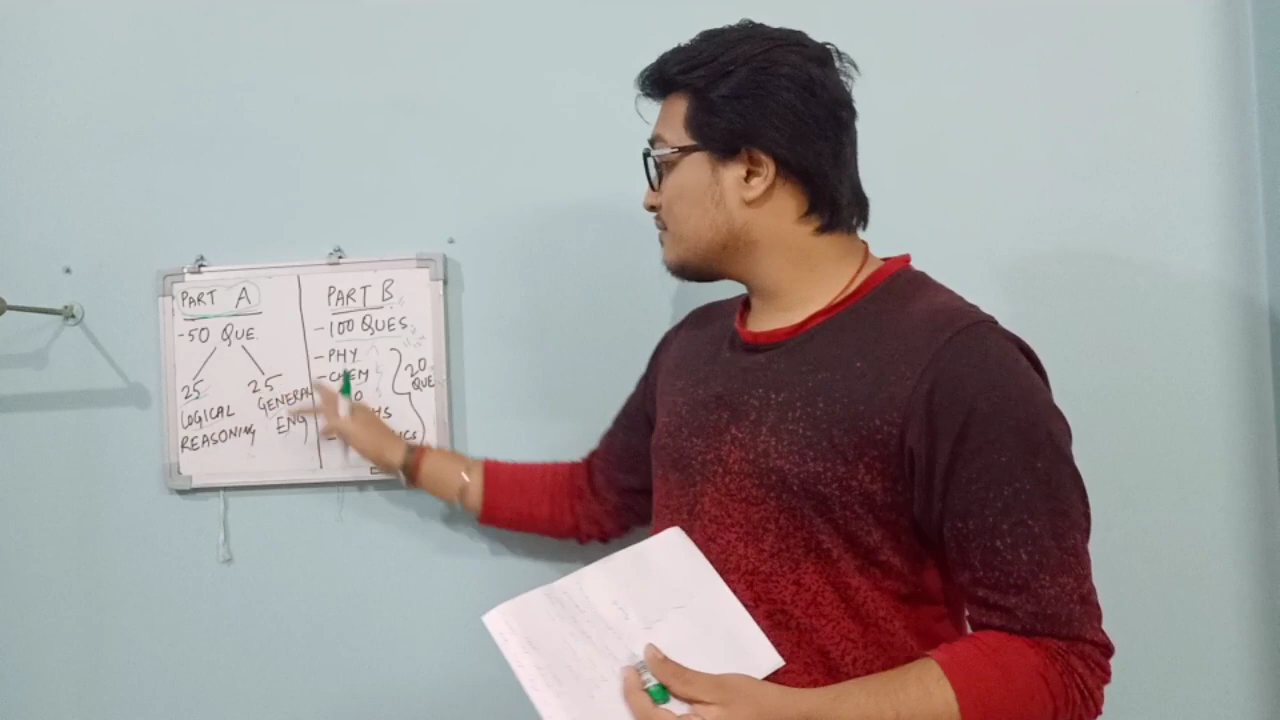 PART A
-50 QUE.
25
LOGICAL
REASONING
25
GENERAL
ENG
PART B
-100 QUES
-PHY
-CHEM
20
QUE